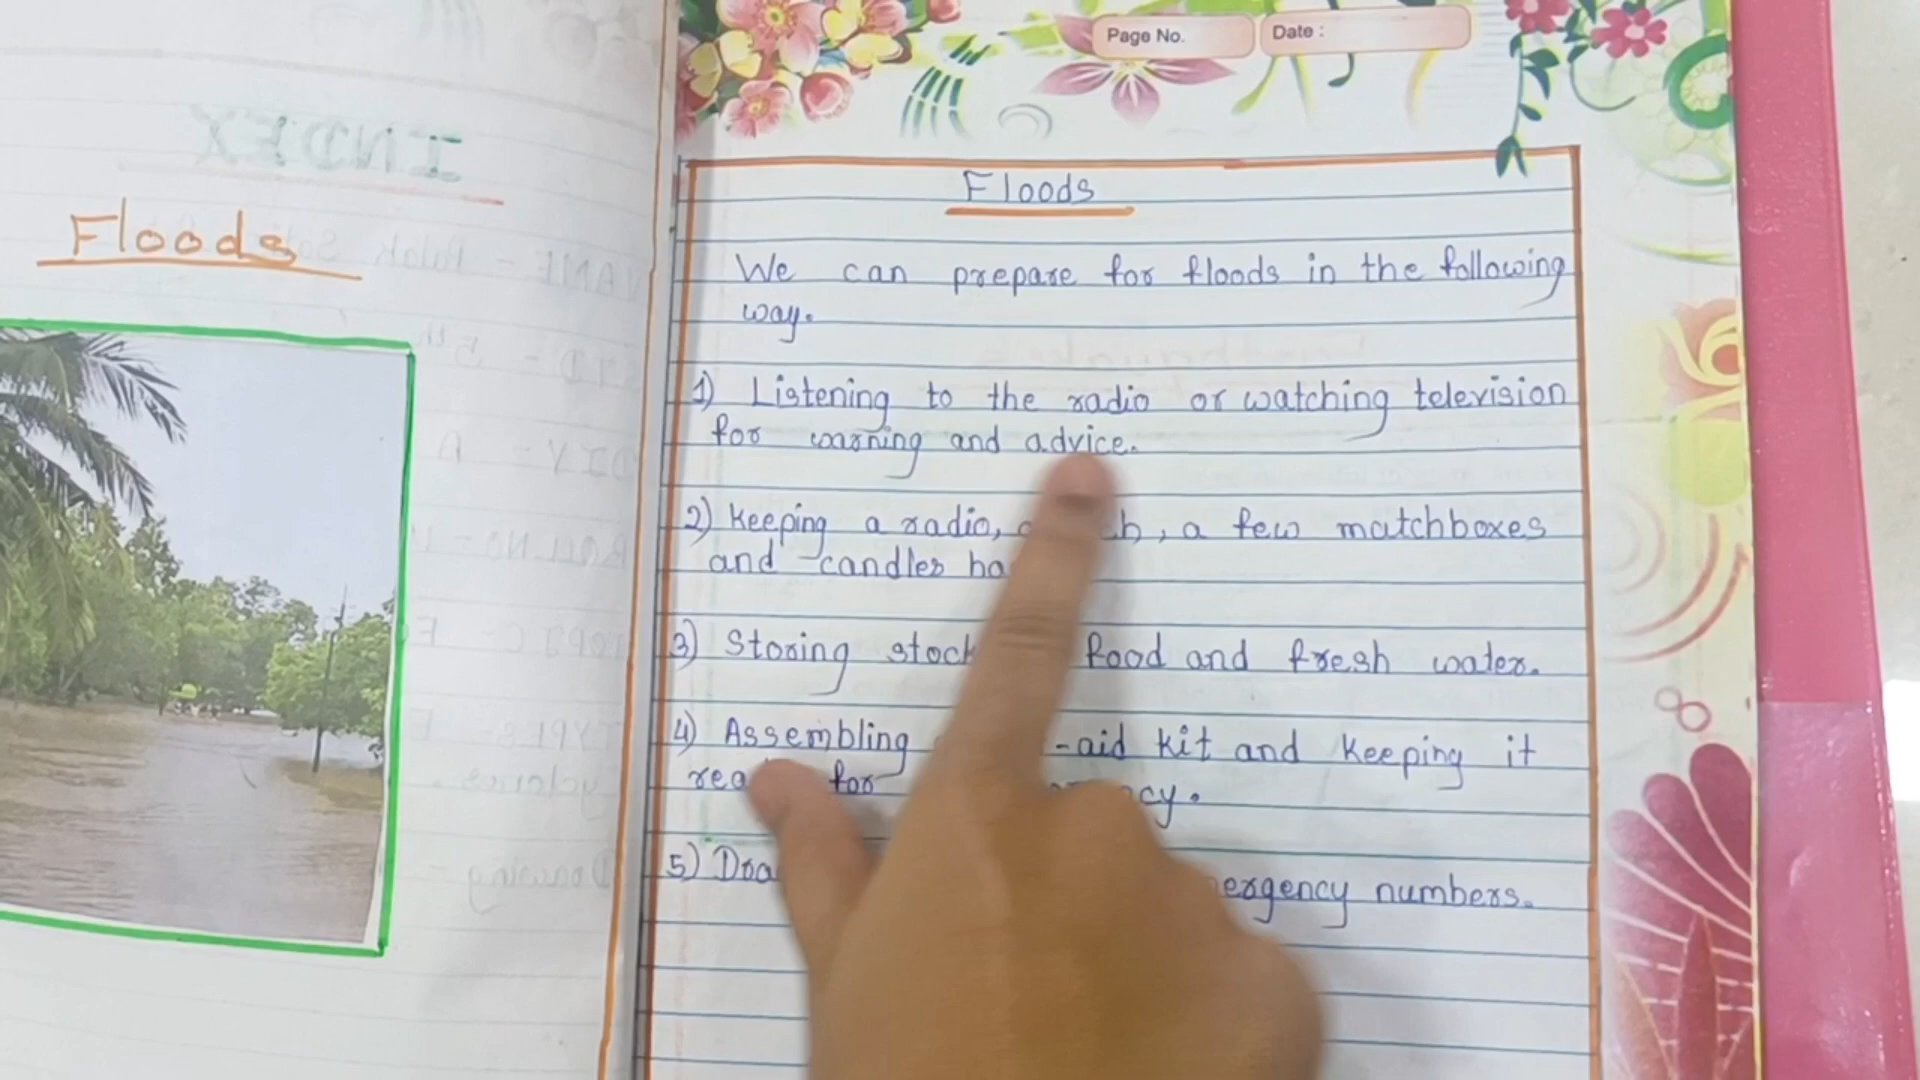 Floods
Page No.
Date :
Floods
We can prepare for floods in the following
way.
1) Listening to the radio or watching television
for warning and advice.
2) Keeping a radio, a few matchboxes
and candles
3) Storing food and fresh water.
4) Assembling -aid kit and keeping it
for
5) numbers.